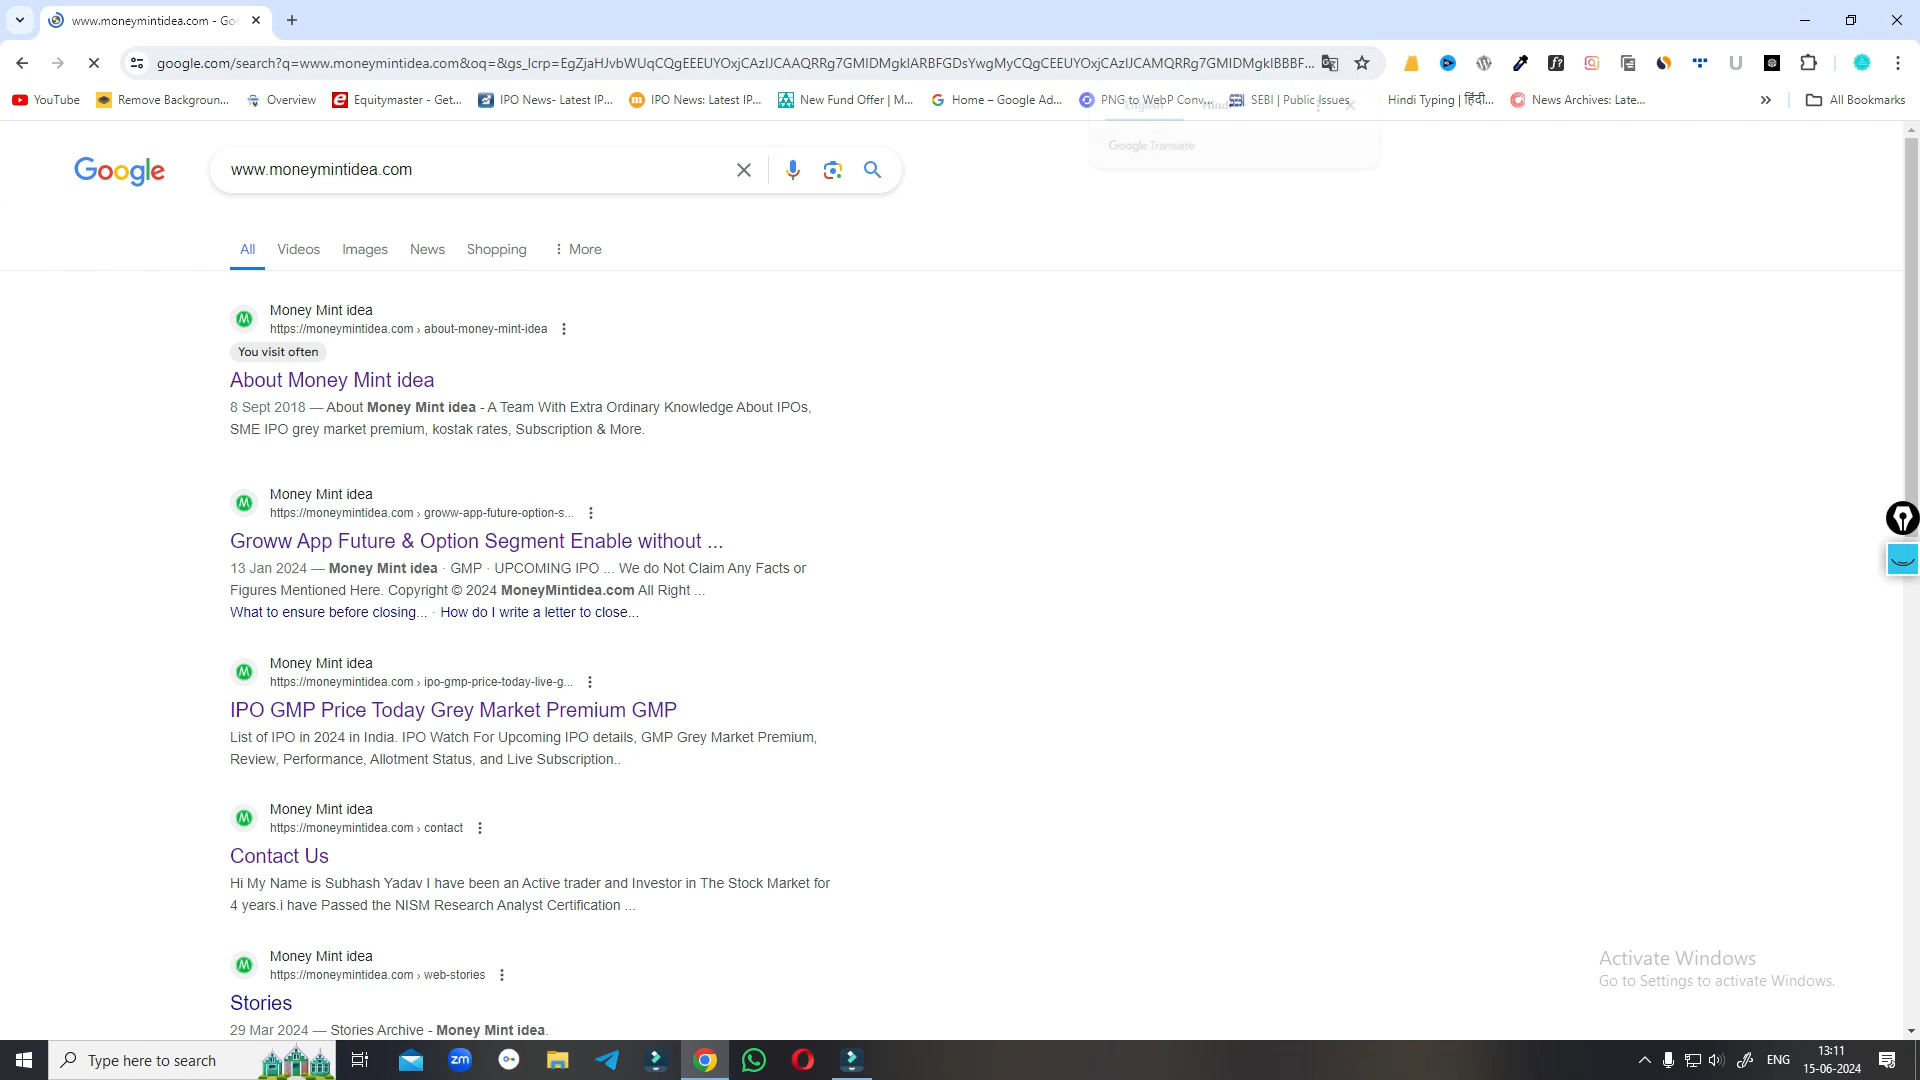 www.moneymintidea.com - Go
google.com/search?q=www.moneymintidea.com&oq=&gs_lcrp=EgZjaHJvbWUqCQgEEEUYOxjCAzIJCAAQRRg7GMIDMgkIARBFGDsYwgMyCQgCEEUYOxjCAzIJCAMQRRg7GMIDMgkIBBBF...
YouTube
Remove Backgroun...
Overview
Equitymaster - Get...
IPO News- Latest IP...
IPO News: Latest IP...
New Fund Offer | M...
Home – Google Ad...
PNG to WebP Conv...
SEBI | Public Issues
Hindi Typing | हिंदी...
News Archives: Late...
All Bookmarks
Google Translate
Google
www.moneymintidea.com
All Videos Images News Shopping More
Money Mint idea
https://moneymintidea.com › about-money-mint-idea
You visit often
About Money Mint idea
8 Sept 2018 — About Money Mint idea - A Team With Extra Ordinary Knowledge About IPOs,
SME IPO grey market premium, kostak rates, Subscription & More.
Money Mint idea
https://moneymintidea.com › groww-app-future-option-s...
Groww App Future & Option Segment Enable without ...
13 Jan 2024 — Money Mint idea · GMP · UPCOMING IPO ... We do Not Claim Any Facts or
Figures Mentioned Here. Copyright © 2024 MoneyMintidea.com All Right ...
What to ensure before closing... · How do I write a letter to close...
Money Mint idea
https://moneymintidea.com › ipo-gmp-price-today-live-g...
IPO GMP Price Today Grey Market Premium GMP
List of IPO in 2024 in India. IPO Watch For Upcoming IPO details, GMP Grey Market Premium,
Review, Performance, Allotment Status, and Live Subscription..
Money Mint idea
https://moneymintidea.com › contact
Contact Us
Hi My Name is Subhash Yadav I have been an Active trader and Investor in The Stock Market for
4 years.i have Passed the NISM Research Analyst Certification ...
Money Mint idea
https://moneymintidea.com › web-stories
Stories
29 Mar 2024 — Stories Archive - Money Mint idea.
Activate Windows
Go to Settings to activate Windows.
Type here to search
zm
ENG
13:11
15-06-2024